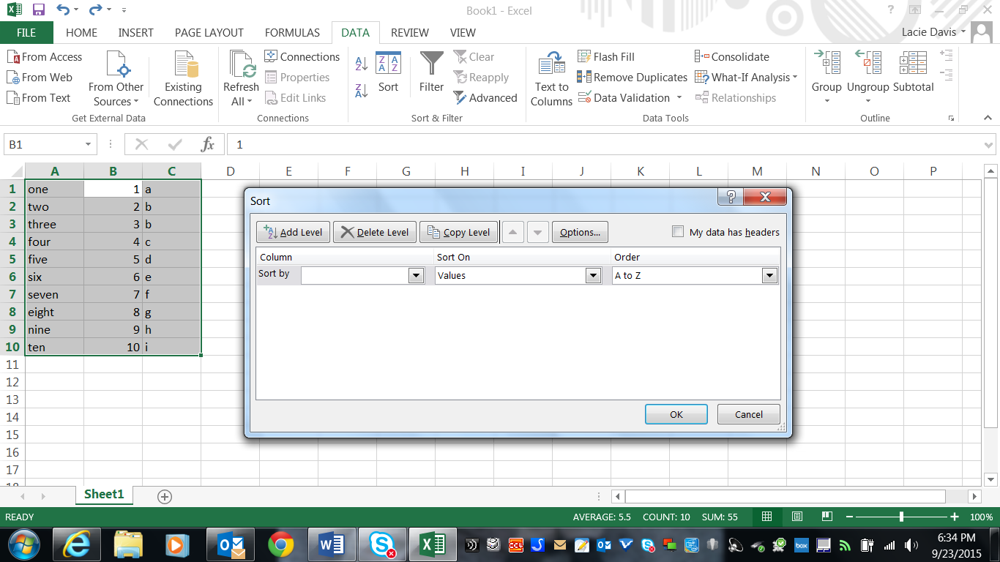 Book1 - Excel
FILE HOME INSERT PAGE LAYOUT FORMULAS DATA REVIEW VIEW Lacie Davis
From Access
From Web
From Text
From Other Sources
Existing Connections
Get External Data
Refresh All
Connections
Properties
Edit Links
Connections
Sort
Filter
Clear
Reapply
Advanced
Sort & Filter
Text to Columns
Flash Fill
Remove Duplicates
Data Validation
Consolidate
What-If Analysis
Relationships
Data Tools
Group Ungroup Subtotal
Outline
B1 fx 1
A B C D E F G H I J K L M N O P
1 one 1 a
2 two 2 b
3 three 3 b
4 four 4 c
5 five 5 d
6 six 6 e
7 seven 7 f
8 eight 8 g
9 nine 9 h
10 ten 10 i
11
12
13
14
15
16
17
18
Sort
Add Level Delete Level Copy Level Options... My data has headers
Column Sort On Order
Sort by Values A to Z
OK Cancel
Sheet1
READY AVERAGE: 5.5 COUNT: 10 SUM: 55 100%
6:34 PM
9/23/2015